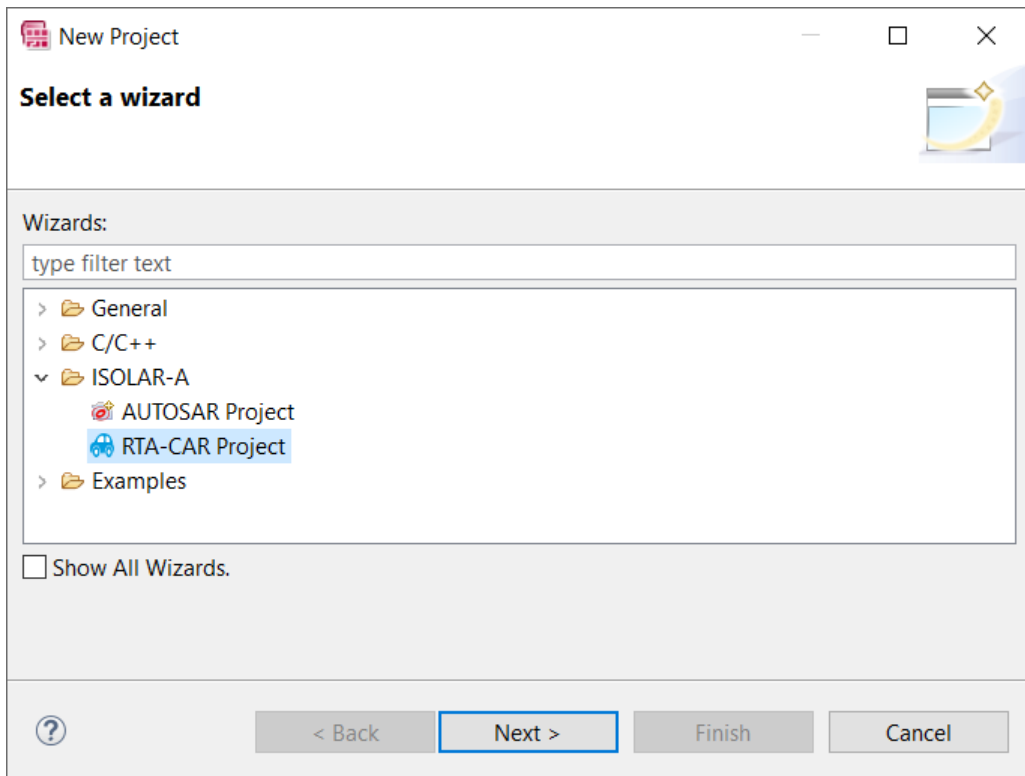 New Project
Select a wizard
Wizards:
type filter text
General
C/C++
ISOLAR-A
AUTOSAR Project
RTA-CAR Project
Examples
Show All Wizards.
? < Back Next > Finish Cancel